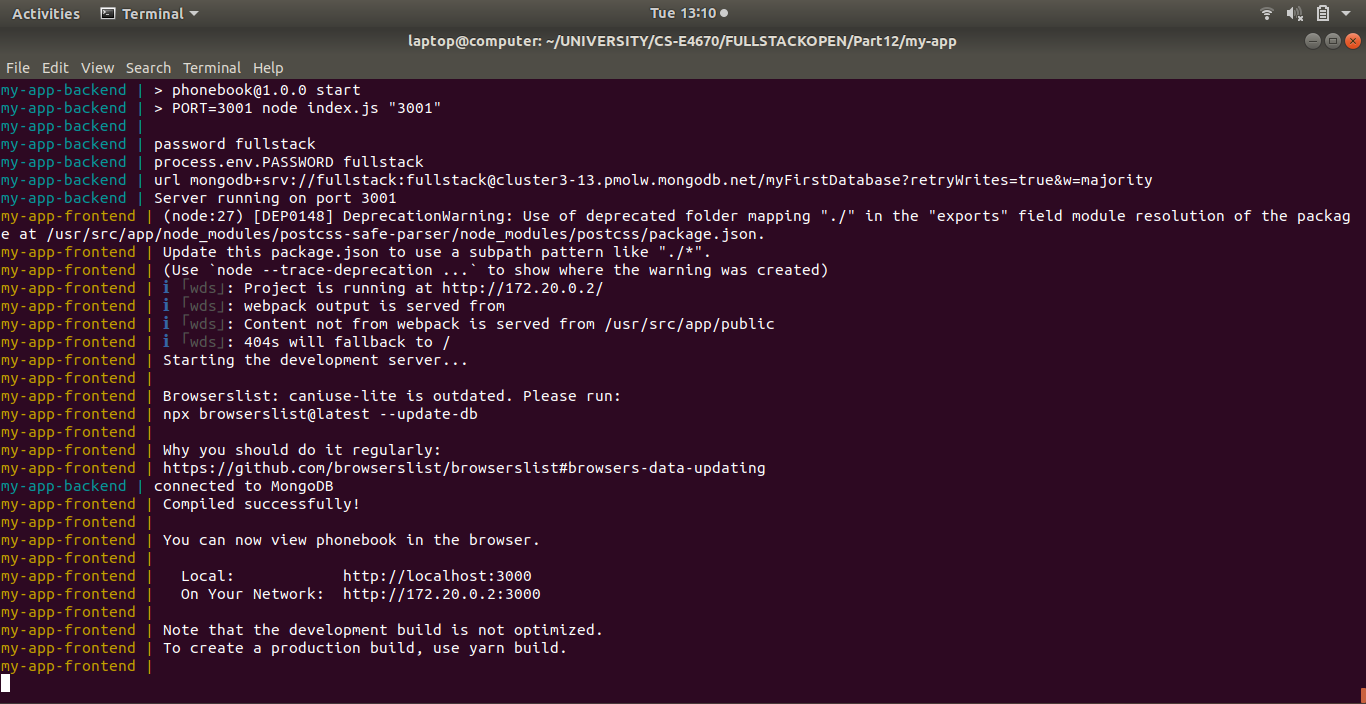 Activities Terminal Tue 13:10
laptop@computer: ~/UNIVERSITY/CS-E4670/FULLSTACKOPEN/Part12/my-app
File Edit View Search Terminal Help
my-app-backend | > phonebook@1.0.0 start
my-app-backend | > PORT=3001 node index.js "3001"
my-app-backend |
my-app-backend | password fullstack
my-app-backend | process.env.PASSWORD fullstack
my-app-backend | url mongodb+srv://fullstack:fullstack@cluster3-13.pmolw.mongodb.net/myFirstDatabase?retryWrites=true&w=majority
my-app-backend | Server running on port 3001
my-app-frontend | (node:27) [DEP0148] DeprecationWarning: Use of deprecated folder mapping "./" in the "exports" field module resolution of the packag
e at /usr/src/app/node_modules/postcss-safe-parser/node_modules/postcss/package.json.
my-app-frontend | Update this package.json to use a subpath pattern like "./*".
my-app-frontend | (Use `node --trace-deprecation ...` to show where the warning was created)
my-app-frontend | ℹ ｢wds｣: Project is running at http://172.20.0.2/
my-app-frontend | ℹ ｢wds｣: webpack output is served from
my-app-frontend | ℹ ｢wds｣: Content not from webpack is served from /usr/src/app/public
my-app-frontend | ℹ ｢wds｣: 404s will fallback to /
my-app-frontend | Starting the development server...
my-app-frontend |
my-app-frontend | Browserslist: caniuse-lite is outdated. Please run:
my-app-frontend | npx browserslist@latest --update-db
my-app-frontend |
my-app-frontend | Why you should do it regularly:
my-app-frontend | https://github.com/browserslist/browserslist#browsers-data-updating
my-app-backend | connected to MongoDB
my-app-frontend | Compiled successfully!
my-app-frontend |
my-app-frontend | You can now view phonebook in the browser.
my-app-frontend |
my-app-frontend |   Local:            http://localhost:3000
my-app-frontend |   On Your Network:  http://172.20.0.2:3000
my-app-frontend |
my-app-frontend | Note that the development build is not optimized.
my-app-frontend | To create a production build, use yarn build.
my-app-frontend |